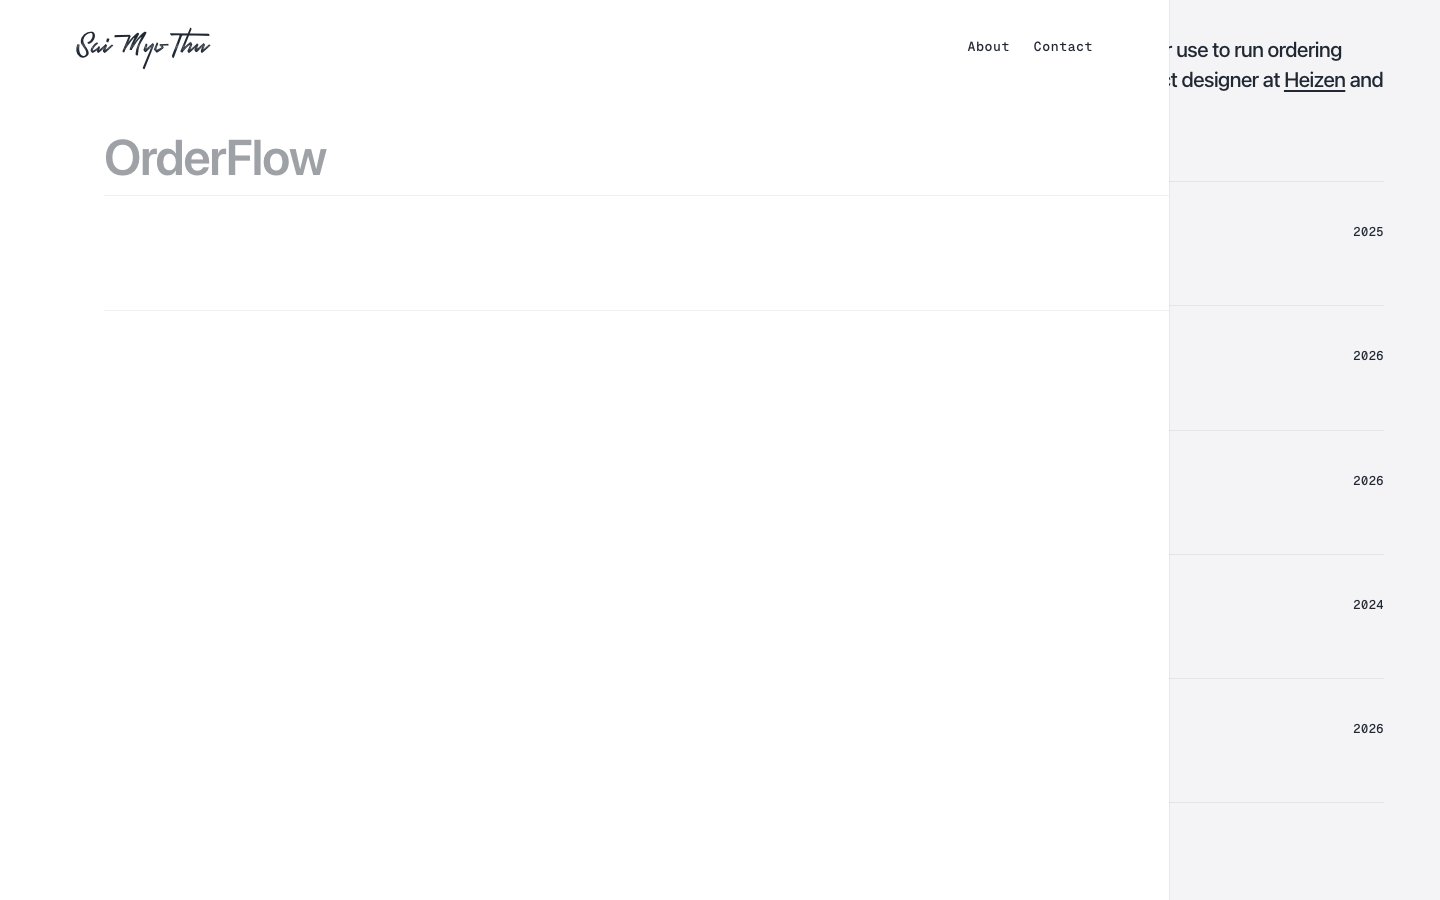 Sai Myo Thu
About Contact
OrderFlow
use to run ordering
designer at Heizen and
2025
2026
2026
2024
2026